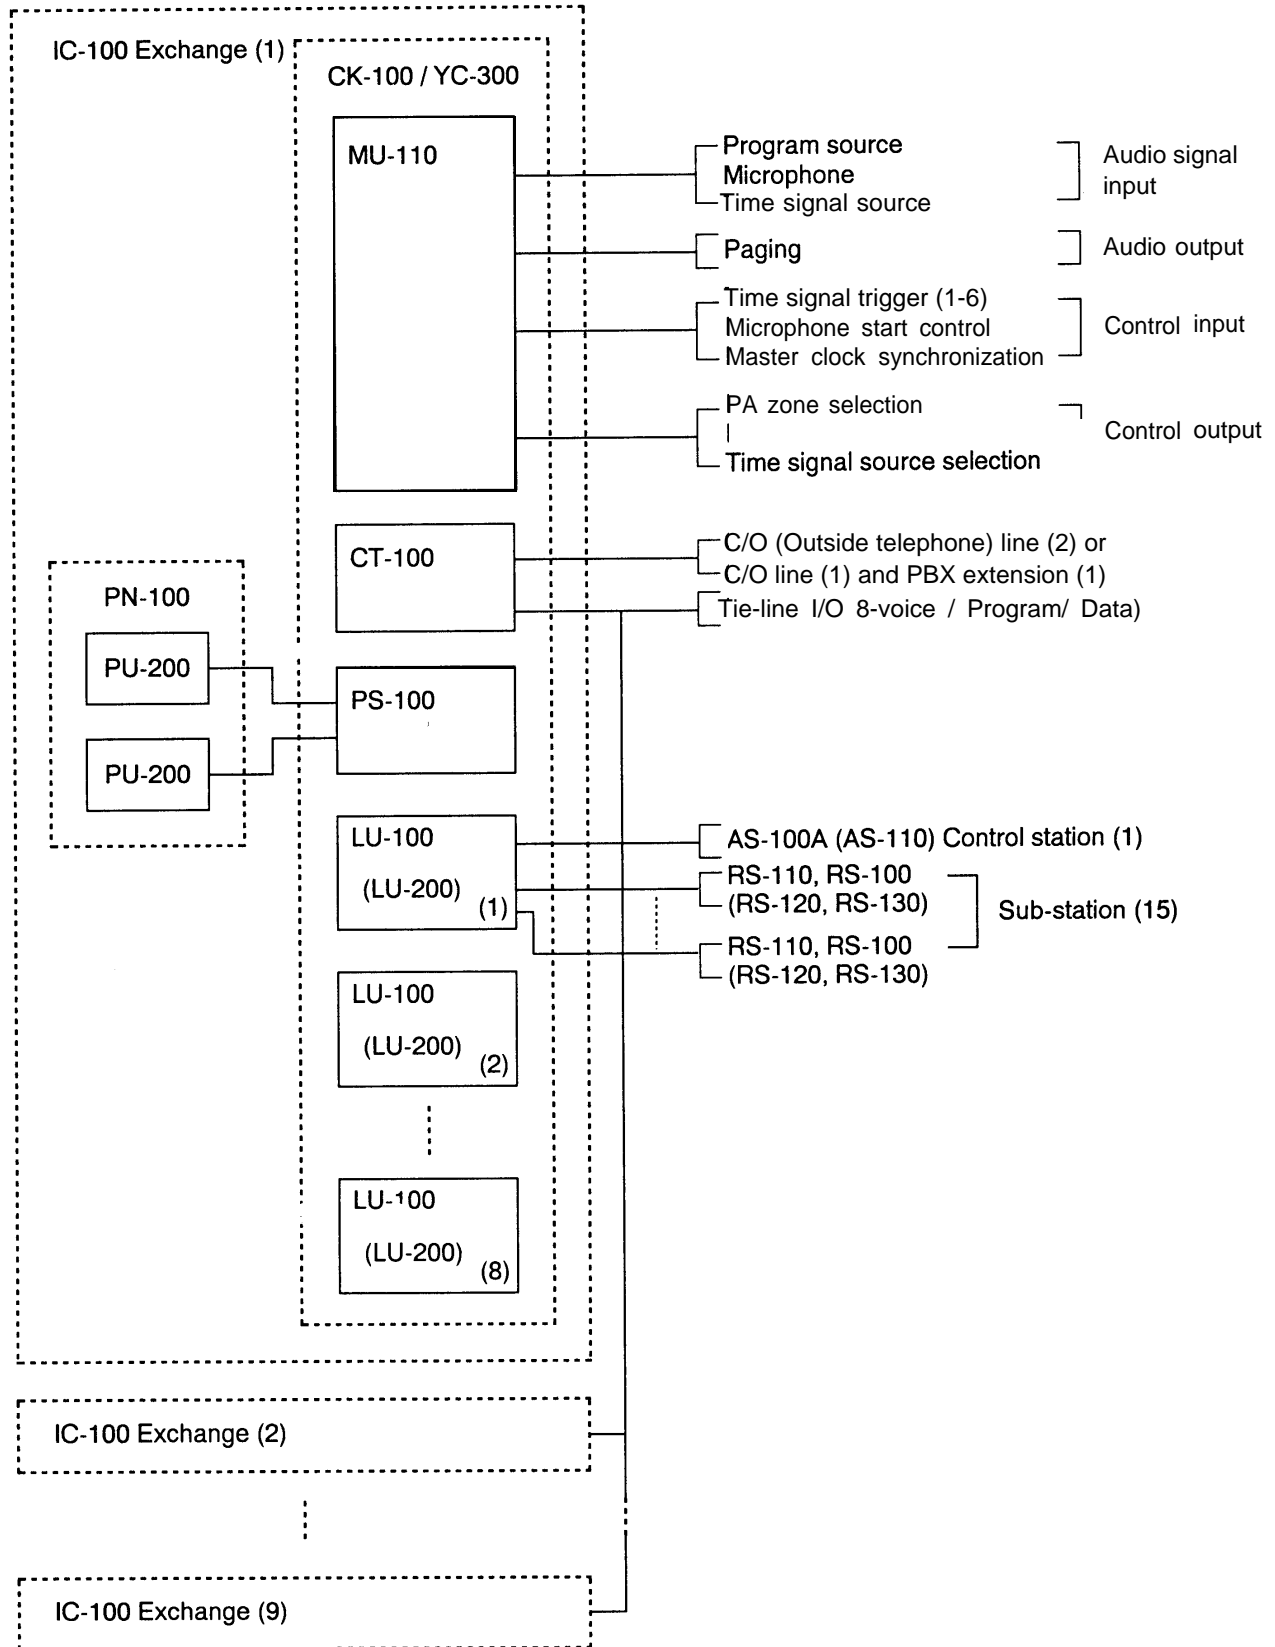 IC-100 Exchange (1)
CK-100 / YC-300
MU-110
Program source
Microphone
Time signal source
Audio signal
input
Paging
Audio output
Time signal trigger (1-6)
Microphone start control
Master clock synchronization
Control input
PA zone selection
Time signal source selection
Control output
CT-100
C/O (Outside telephone) line (2) or
C/O line (1) and PBX extension (1)
Tie-line I/O 8-voice / Program/ Data)
PN-100
PU-200
PU-200
PS-100
LU-100
(LU-200)
(1)
AS-100A (AS-110) Control station (1)
RS-110, RS-100
(RS-120, RS-130)
RS-110, RS-100
(RS-120, RS-130)
Sub-station (15)
LU-100
(LU-200)
(2)
LU-100
(LU-200)
(8)
IC-100 Exchange (2)
IC-100 Exchange (9)